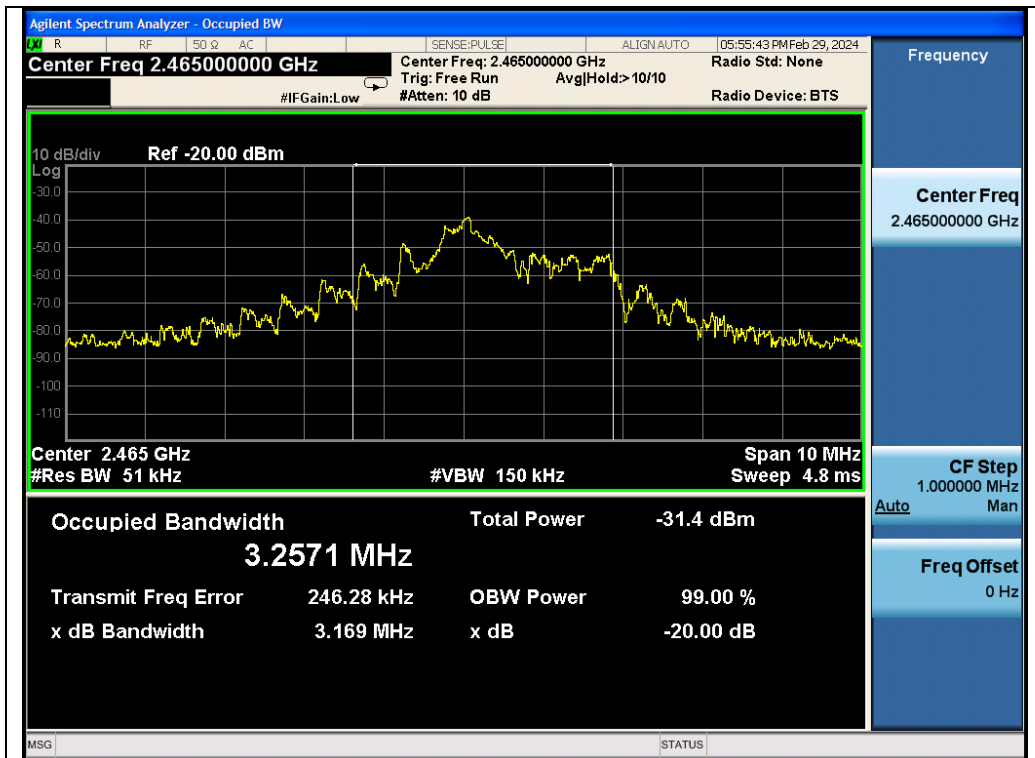 Agilent Spectrum Analyzer - Occupied BW
LXI R RF 50 Ω AC SENSE:PULSE ALIGN AUTO 05:55:43 PM Feb 29, 2024
Center Freq 2.465000000 GHz
Center Freq: 2.465000000 GHz Radio Std: None
Trig: Free Run Avg|Hold:>10/10
#IFGain:Low #Atten: 10 dB Radio Device: BTS
10 dB/div Ref -20.00 dBm
Log
-30.0
-40.0
-50.0
-60.0
-70.0
-80.0
-90.0
-100
-110
Center 2.465 GHz Span 10 MHz
#Res BW 51 kHz #VBW 150 kHz Sweep 4.8 ms
Occupied Bandwidth Total Power -31.4 dBm
3.2571 MHz
Transmit Freq Error 246.28 kHz OBW Power 99.00 %
x dB Bandwidth 3.169 MHz x dB -20.00 dB
MSG STATUS
Frequency
Center Freq
2.465000000 GHz
CF Step
1.000000 MHz
Auto Man
Freq Offset
0 Hz